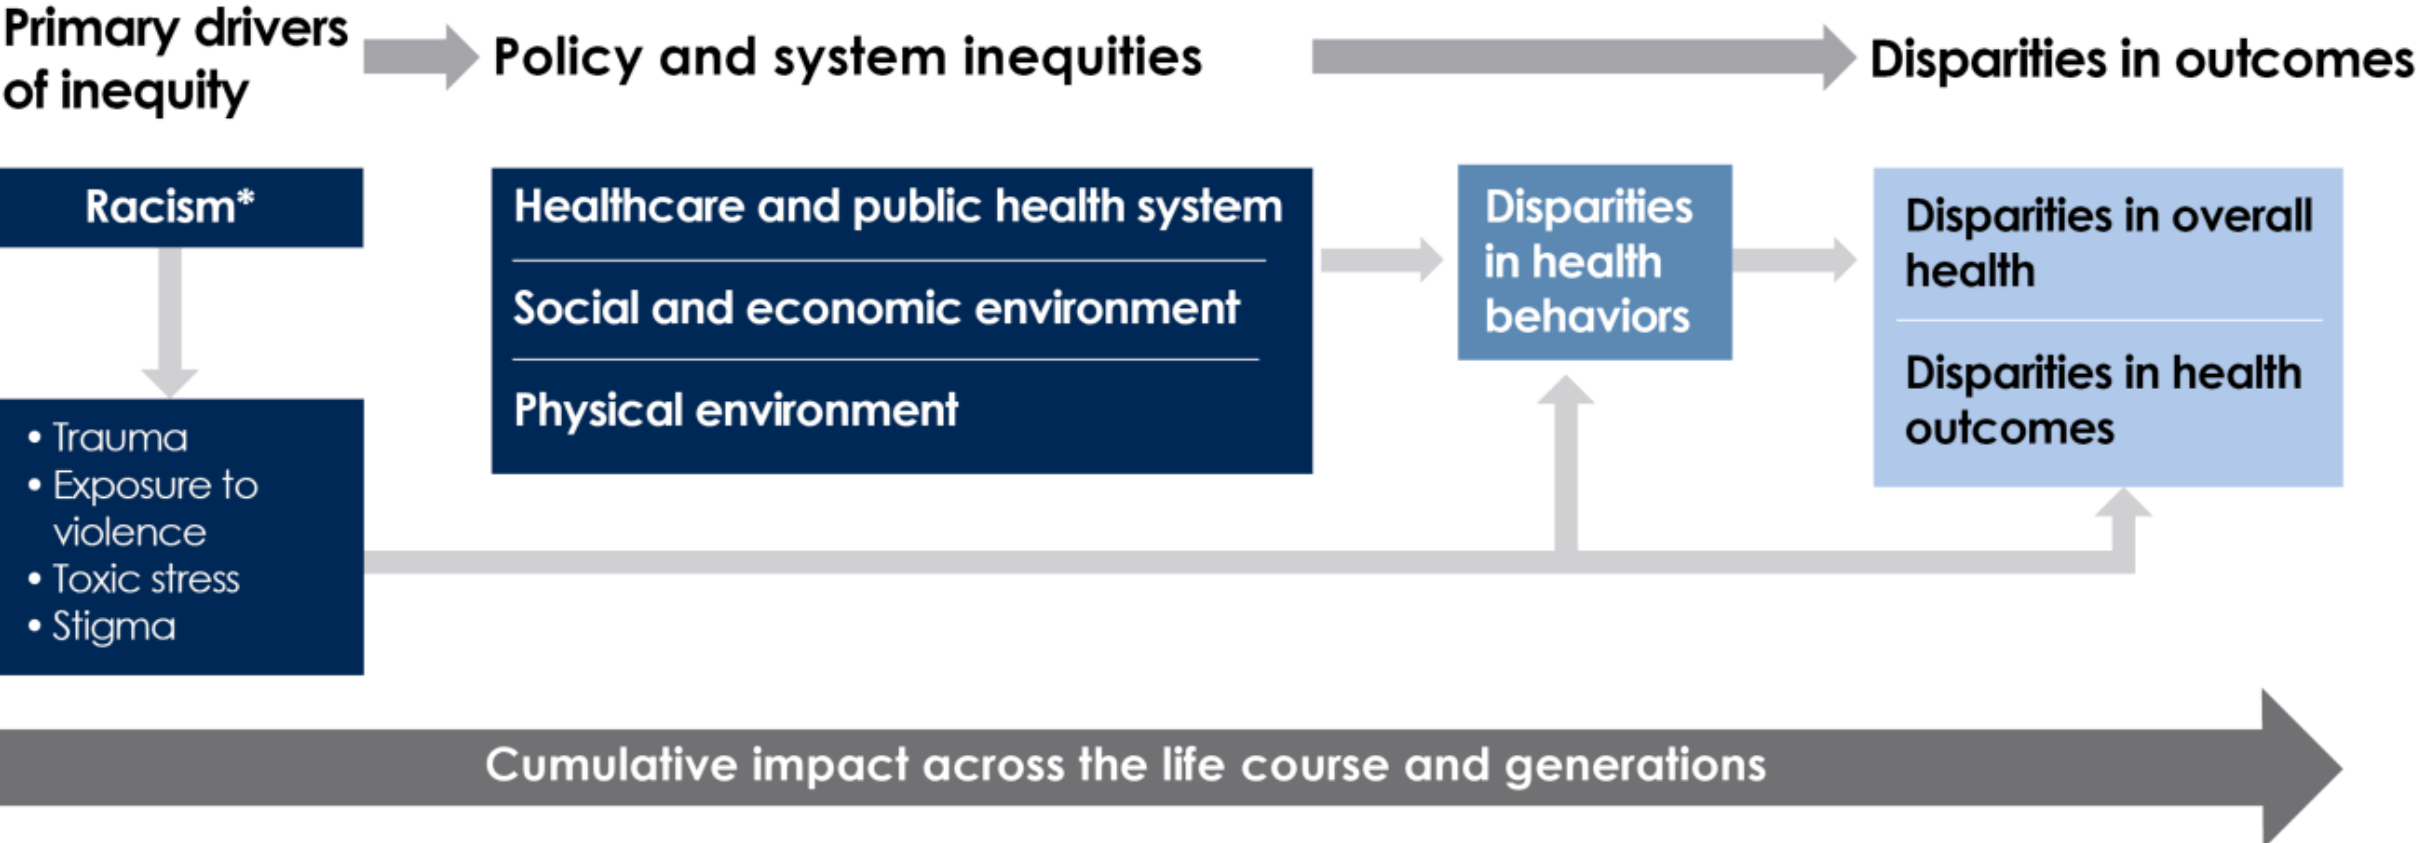 Primary drivers
of inequity
Policy and system inequities
Disparities in outcomes
Racism*
• Trauma
• Exposure to
violence
• Toxic stress
• Stigma
Healthcare and public health system
Social and economic environment
Physical environment
Disparities
in health
behaviors
Disparities in overall
health
Disparities in health
outcomes
Cumulative impact across the life course and generations